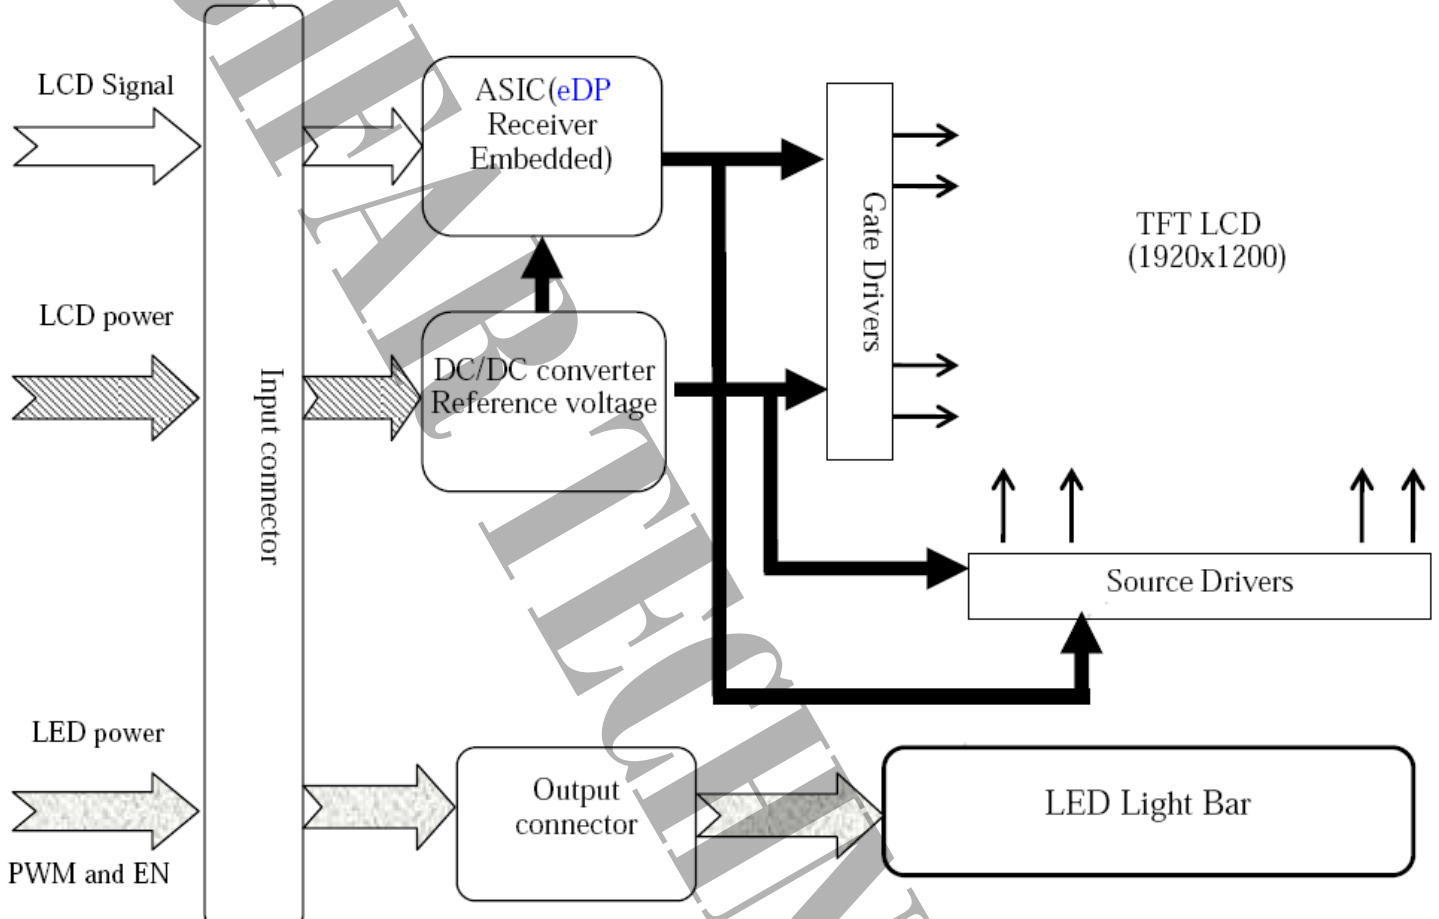 LCD Signal
ASIC(eDP
Receiver
Embedded)
Gate Drivers
TFT LCD
(1920x1200)
LCD power
Input connector
DC/DC converter
Reference voltage
Source Drivers
LED power
Output
connector
LED Light Bar
PWM and EN